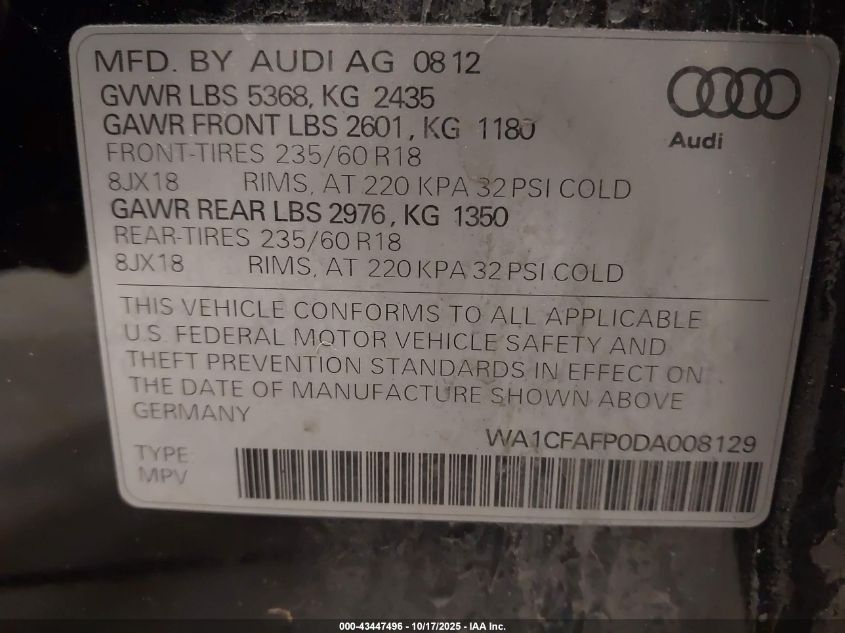 MFD. BY AUDI AG 0812
GVWR LBS 5368, KG 2435
GAWR FRONT LBS 2601, KG 1180
FRONT-TIRES 235/60 R18
8JX18 RIMS, AT 220 KPA 32 PSI COLD
GAWR REAR LBS 2976, KG 1350
REAR-TIRES 235/60 R18
8JX18 RIMS, AT 220 KPA 32 PSI COLD
Audi
THIS VEHICLE CONFORMS TO ALL APPLICABLE
U.S. FEDERAL MOTOR VEHICLE SAFETY AND
THEFT PREVENTION STANDARDS IN EFFECT ON
THE DATE OF MANUFACTURE SHOWN ABOVE
GERMANY
WA1CFAFP0DA008129
TYPE:
MPV
000-43447496 - 10/17/2025 - IAA Inc.